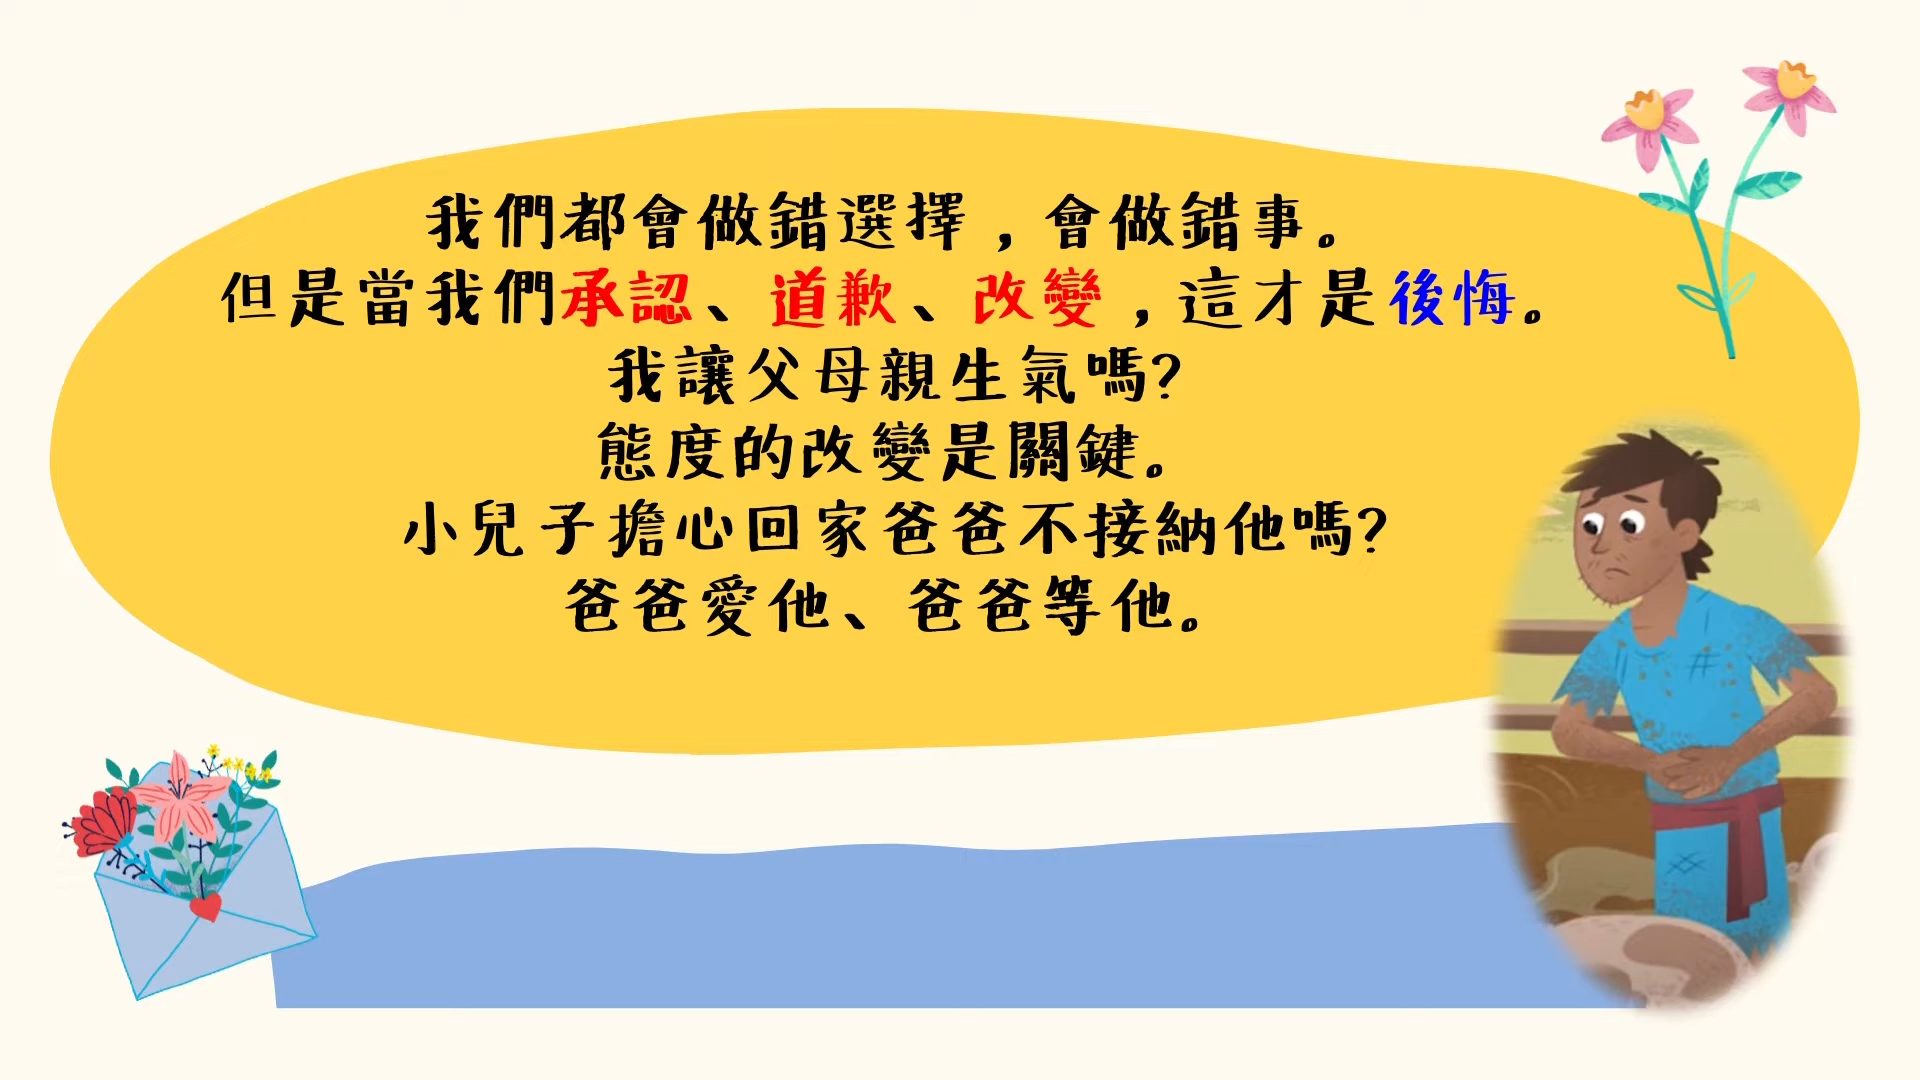 我們都會做錯選擇，會做錯事。
但是當我們承認、道歉、改變，這才是後悔。
我讓父母親生氣嗎?
態度的改變是關鍵。
小兒子擔心回家爸爸不接納他嗎?
爸爸愛他、爸爸等他。